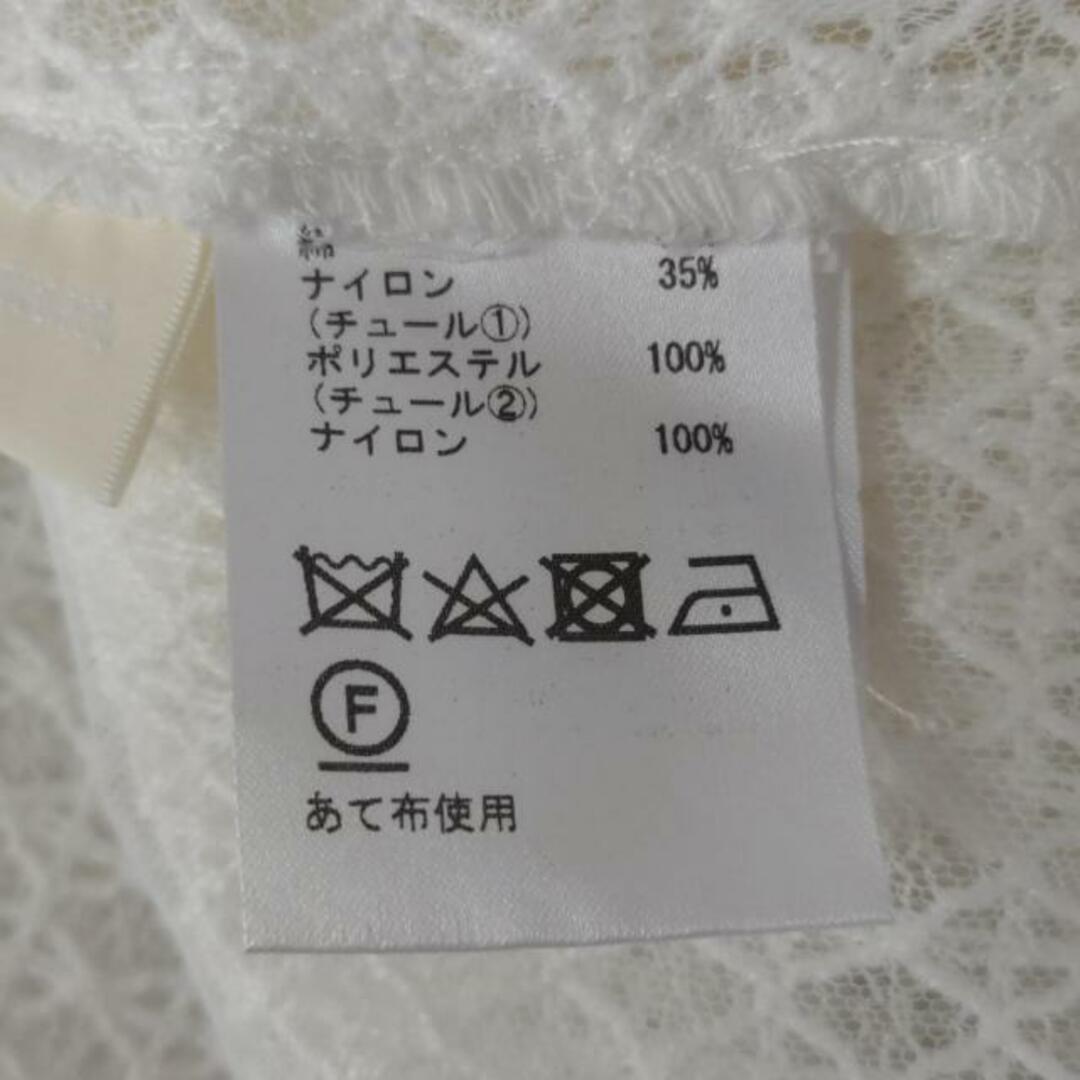 綿
ナイロン 35%
(チュール①)
ポリエステル 100%
(チュール②)
ナイロン 100%
F
あて布使用